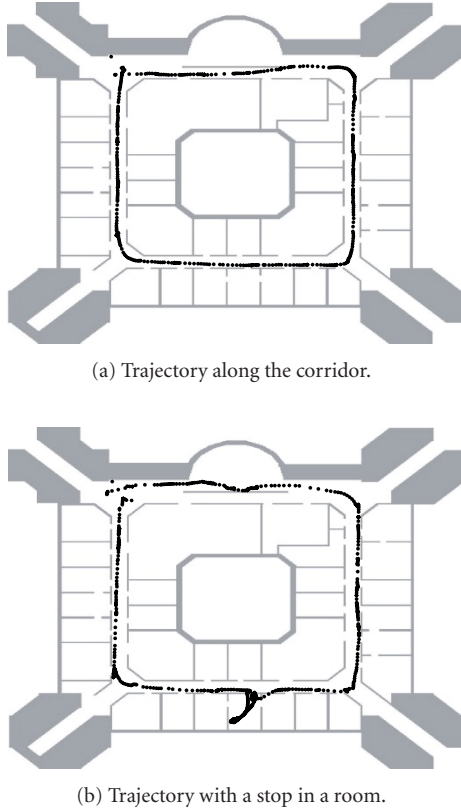 (a) Trajectory along the corridor.
(b) Trajectory with a stop in a room.